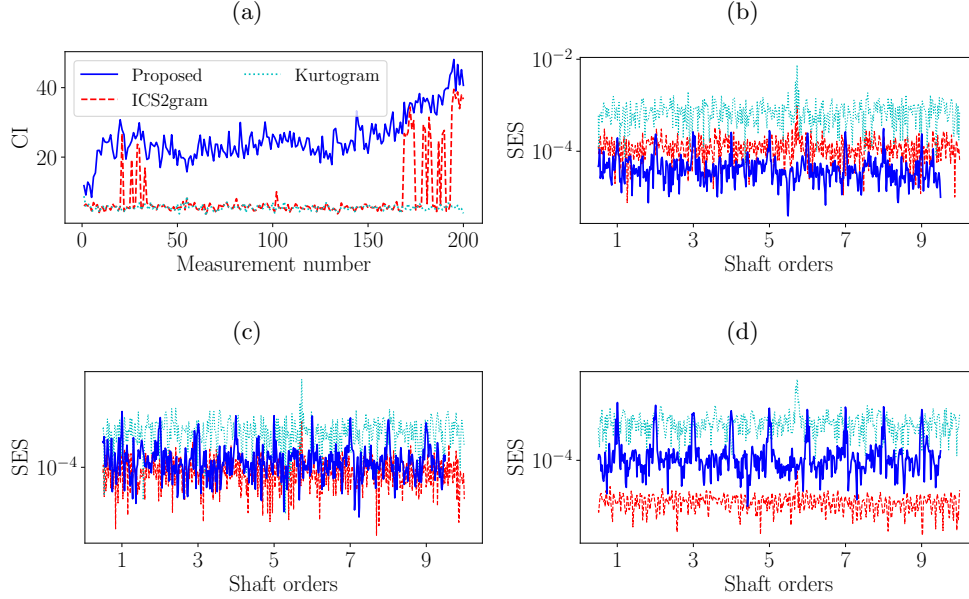 (a)
(b)
Proposed
ICS2gram
Kurtogram
CI
40
20
0
50
100
150
200
Measurement number
SES
10⁻²
10⁻⁴
1
3
5
7
9
Shaft orders
(c)
(d)
SES
10⁻⁴
1
3
5
7
9
Shaft orders
SES
10⁻⁴
1
3
5
7
9
Shaft orders